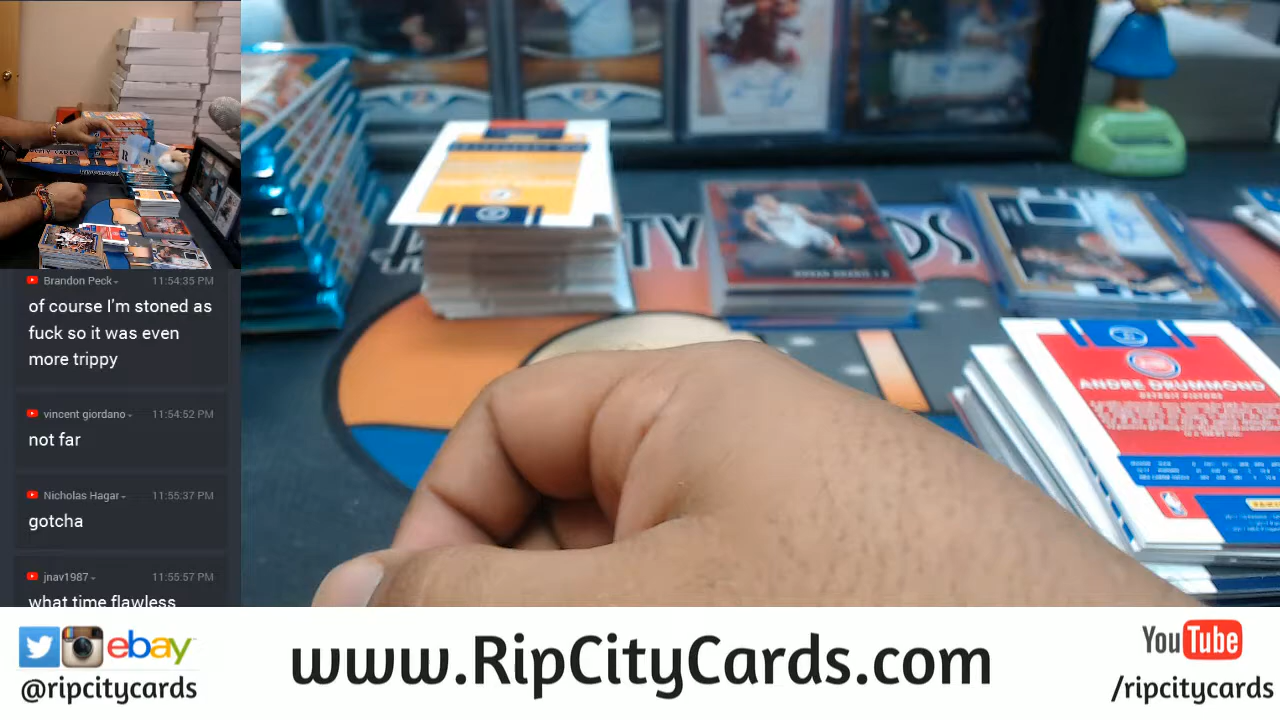 Brandon Peck 11:54:35 PM
of course I'm stoned as
fuck so it was even
more trippy
vincent giordano 11:54:52 PM
not far
Nicholas Hagar 11:55:37 PM
gotcha
jnav1987 11:55:57 PM
what time flawless
TY
DS
ANDRE DRUMMOND
DETROIT PISTONS
ebay
@ripcitycards
www.RipCityCards.com
YouTube
/ripcitycards